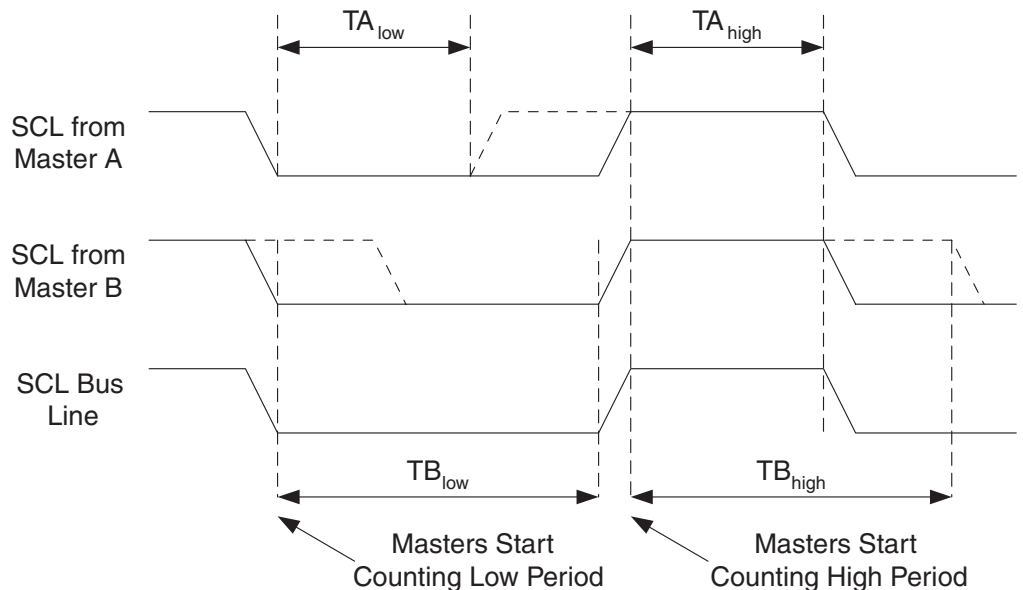 TA low
TA high
SCL from
Master A
SCL from
Master B
SCL Bus
Line
TB low
TB high
Masters Start
Counting Low Period
Masters Start
Counting High Period